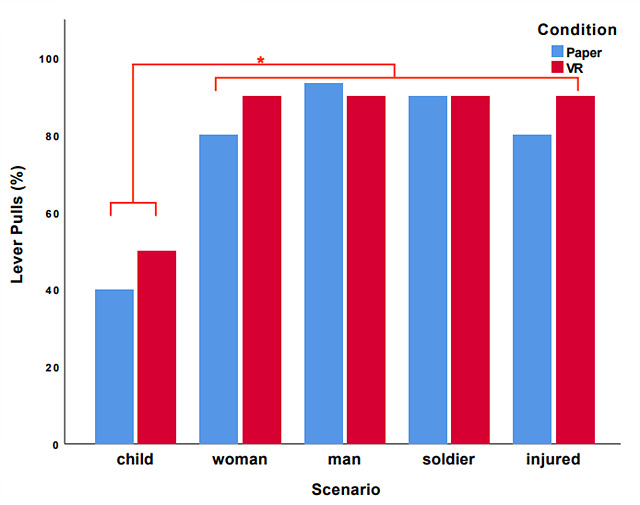 Condition
Paper
VR
*
100
80
60
40
20
0
Lever Pulls (%)
child woman man soldier injured
Scenario